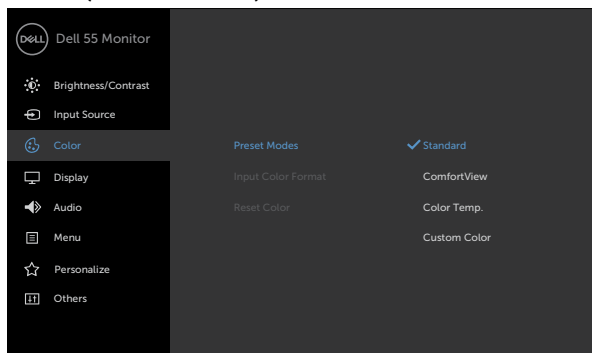 DELL Dell 55 Monitor
Brightness/Contrast
Input Source
Color Preset Modes Standard
Display Input Color Format ComfortView
Audio Reset Color Color Temp.
Menu Custom Color
Personalize
Others